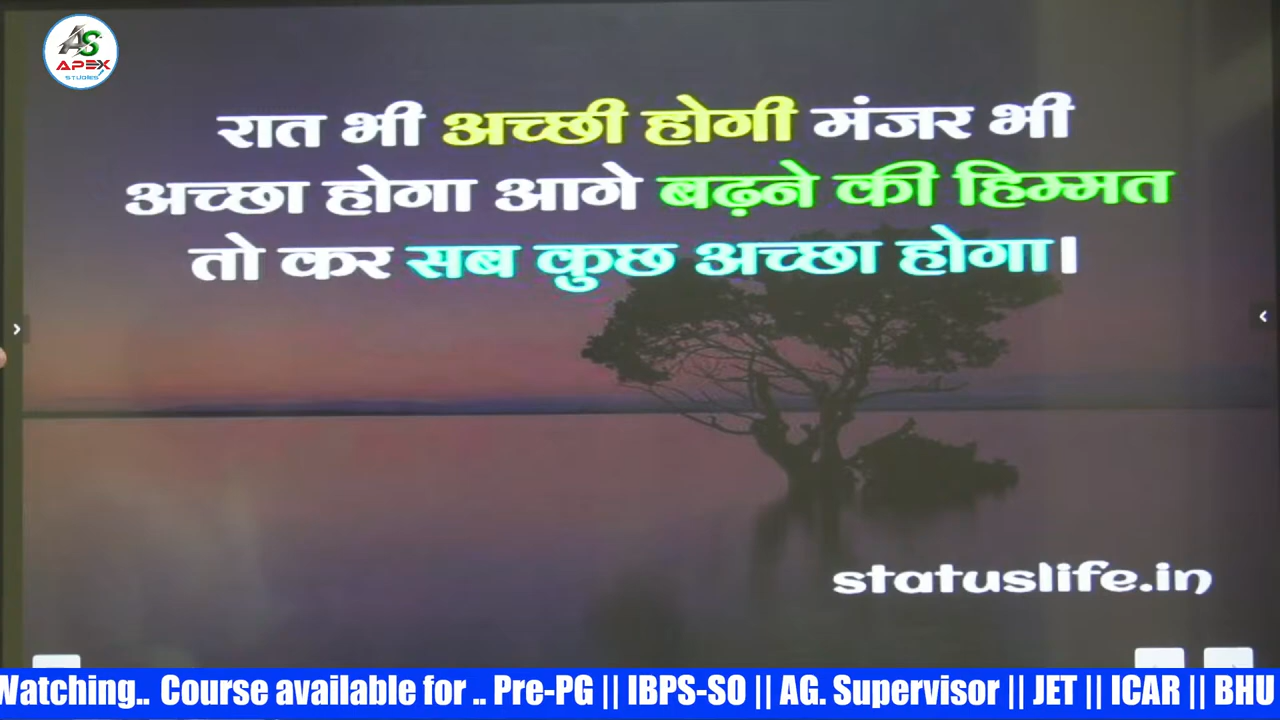 AS
APEX
STUDIES
रात भी अच्छी होगी मंजर भी
अच्छा होगा आगे बढ़ने की हिम्मत
तो कर सब कुछ अच्छा होगा।
statuslife.in
Watching.. Course available for .. Pre-PG || IBPS-SO || AG. Supervisor || JET || ICAR || BHU